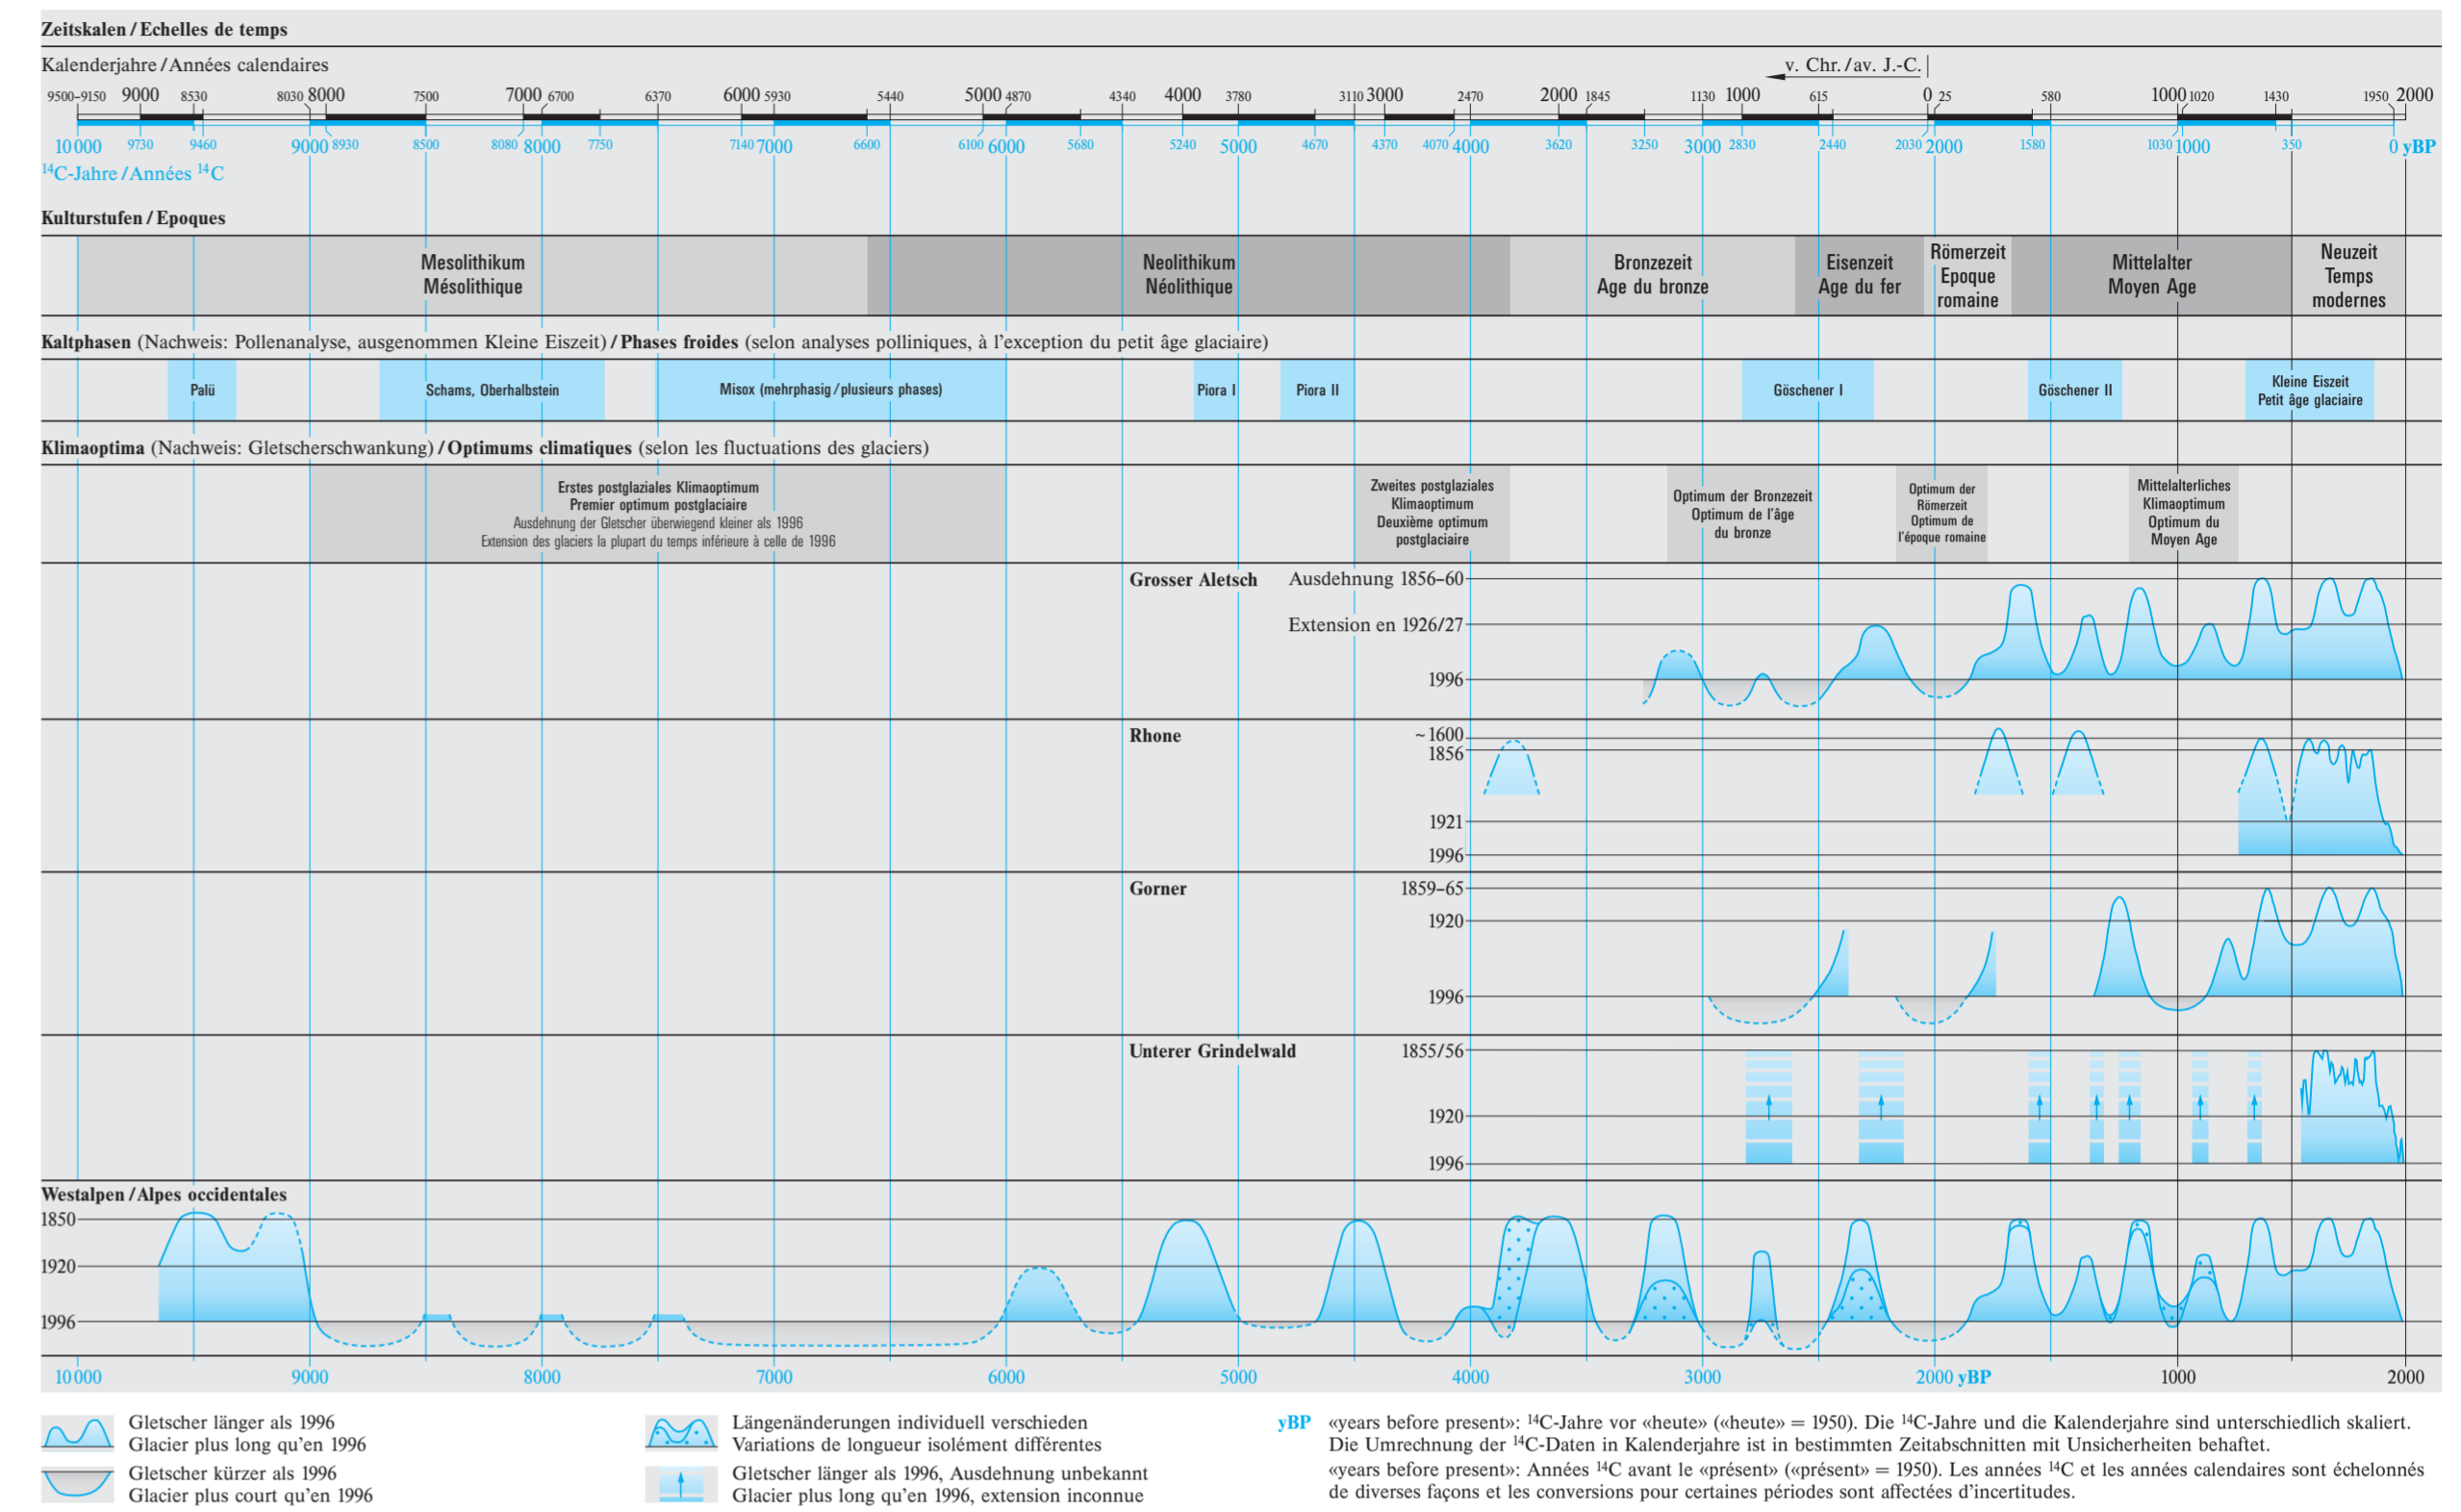 Zeitskalen / Echelles de temps
Kalenderjahre / Années calendaires
v. Chr. / av. J.-C.
9500–9150 9000 8530 8030 8000 7500 7000 6700 6370 6000 5930 5440 5000 4870 4340 4000 3780 3110 3000 2470 2000 1845 1130 1000 615 0 25 580 1000 1020 1430 1950 2000
10 000 9730 9460 9000 8930 8500 8080 8000 7750 7140 7000 6600 6100 6000 5680 5240 5000 4670 4370 4070 4000 3620 3250 3000 2830 2440 2030 2000 1580 1030 1000 350 0 yBP
¹⁴C-Jahre / Années ¹⁴C
Kulturstufen / Epoques
Mesolithikum
Mésolithique
Neolithikum
Néolithique
Bronzezeit
Age du bronze
Eisenzeit
Age du fer
Römerzeit
Epoque
romaine
Mittelalter
Moyen Age
Neuzeit
Temps
modernes
Kaltphasen (Nachweis: Pollenanalyse, ausgenommen Kleine Eiszeit) / Phases froides (selon analyses polliniques, à l'exception du petit âge glaciaire)
Palü
Schams, Oberhalbstein
Misox (mehrphasig / plusieurs phases)
Piora I
Piora II
Göschener I
Göschener II
Kleine Eiszeit
Petit âge glaciaire
Klimaoptima (Nachweis: Gletscherschwankung) / Optimums climatiques (selon les fluctuations des glaciers)
Erstes postglaziales Klimaoptimum
Premier optimum postglaciaire
Ausdehnung der Gletscher überwiegend kleiner als 1996
Extension des glaciers la plupart du temps inférieure à celle de 1996
Zweites postglaziales
Klimaoptimum
Deuxième optimum
postglaciaire
Optimum der Bronzezeit
Optimum de l'âge
du bronze
Optimum der
Römerzeit
Optimum de
l'époque romaine
Mittelalterliches
Klimaoptimum
Optimum du
Moyen Age
Grosser Aletsch Ausdehnung 1856–60
Extension en 1926/27
1996
Rhone ~ 1600
1856
1921
1996
Gorner 1859–65
1920
1996
Unterer Grindelwald 1855/56
1920
1996
Westalpen / Alpes occidentales
1850
1920
1996
10 000 9000 8000 7000 6000 5000 4000 3000 2000 yBP 1000 2000
Gletscher länger als 1996
Glacier plus long qu'en 1996
Gletscher kürzer als 1996
Glacier plus court qu'en 1996
Längenänderungen individuell verschieden
Variations de longueur isolément différentes
Gletscher länger als 1996, Ausdehnung unbekannt
Glacier plus long qu'en 1996, extension inconnue
yBP «years before present»: ¹⁴C-Jahre vor «heute» («heute» = 1950). Die ¹⁴C-Jahre und die Kalenderjahre sind unterschiedlich skaliert.
Die Umrechnung der ¹⁴C-Daten in Kalenderjahre ist in bestimmten Zeitabschnitten mit Unsicherheiten behaftet.
«years before present»: Années ¹⁴C avant le «présent» («présent» = 1950). Les années ¹⁴C et les années calendaires sont échelonnés
de diverses façons et les conversions pour certaines périodes sont affectées d'incertitudes.